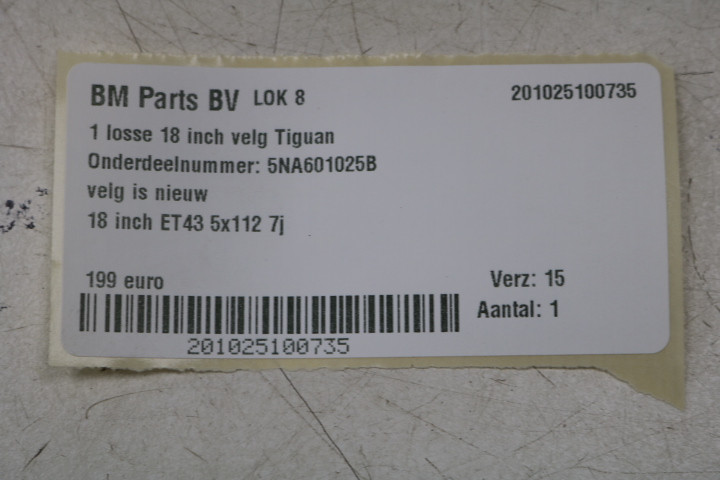 BM Parts BV LOK 8 201025100735
1 losse 18 inch velg Tiguan
Onderdeelnummer: 5NA601025B
velg is nieuw
18 inch ET43 5x112 7j
199 euro Verz: 15
Aantal: 1
201025100735